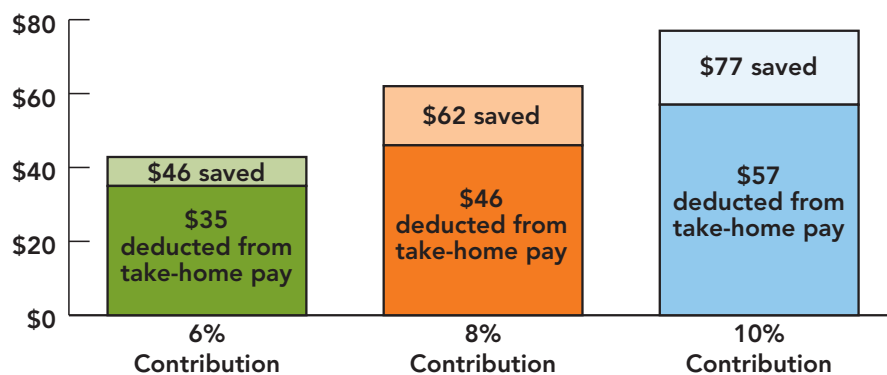 $80
$60
$40
$20
$0
$46 saved
$35
deducted from
take-home pay
$62 saved
$46
deducted from
take-home pay
$77 saved
$57
deducted from
take-home pay
6%
Contribution
8%
Contribution
10%
Contribution